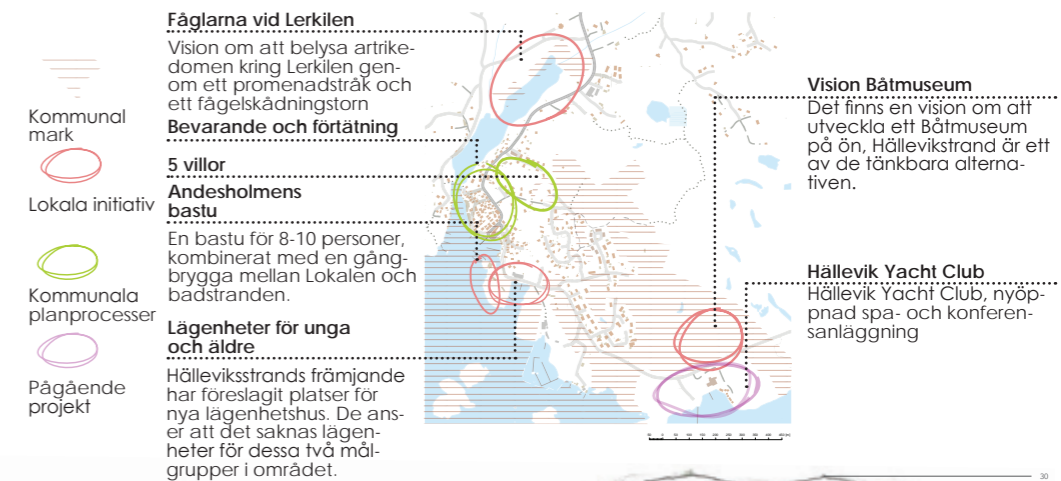 Kommunal
mark
Lokala initiativ
Kommunala
planprocesser
Pågående
projekt
Fåglarna vid Lerkilen
Vision om att belysa artrike-
domen kring Lerkilen gen-
om ett promenadstråk och
ett fågelskådningstorn
Bevarande och förtätning
5 villor
Andesholmens
bastu
En bastu för 8-10 personer,
kombinerat med en gång-
brygga mellan Lokalen och
badstranden.
Lägenheter för unga
och äldre
Hälleviksstrands främjande
har föreslagit platser för
nya lägenhetshus. De ans-
er att det saknas lägen-
heter för dessa två mål-
grupper i området.
Vision Båtmuseum
Det finns en vision om att
utveckla ett Båtmuseum
på ön, Hällevikstrand är ett
av de tänkbara alterna-
tiven.
Hällevik Yacht Club
Hällevik Yacht Club, nyöp-
pnad spa- och konferen-
sanläggning
30